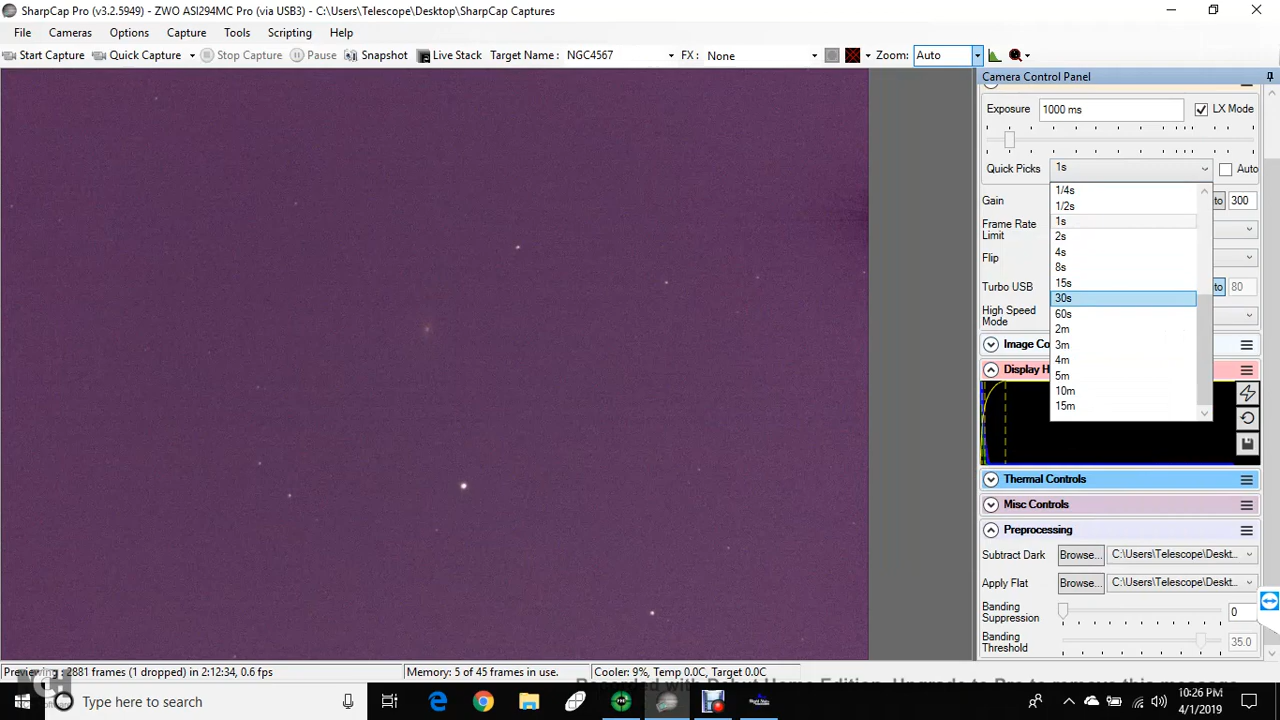 SharpCap Pro (v3.2.5949) - ZWO ASI294MC Pro (via USB3) - C:\Users\Telescope\Desktop\SharpCap Captures
File Cameras Options Capture Tools Scripting Help
Start Capture Quick Capture Stop Capture Pause Snapshot Live Stack Target Name: NGC4567 FX: None Zoom: Auto
Camera Control Panel
Exposure 1000 ms LX Mode
Quick Picks 1s Auto
1/4s
Gain 300
1/2s
Frame Rate Limit
1s
2s
4s
Flip
8s
15s
Turbo USB 80
30s
High Speed Mode
60s
2m
3m
4m
5m
10m
15m
Thermal Controls
Misc Controls
Preprocessing
Subtract Dark Browse... C:\Users\Telescope\Deskt...
Apply Flat Browse... C:\Users\Telescope\Deskt...
Banding Suppression 0
Banding Threshold 35.0
Previewing : 2881 frames (1 dropped) in 2:12:34, 0.6 fps Memory: 5 of 45 frames in use. Cooler: 9%, Temp 0.0C, Target 0.0C
Type here to search
10:26 PM
4/1/2019